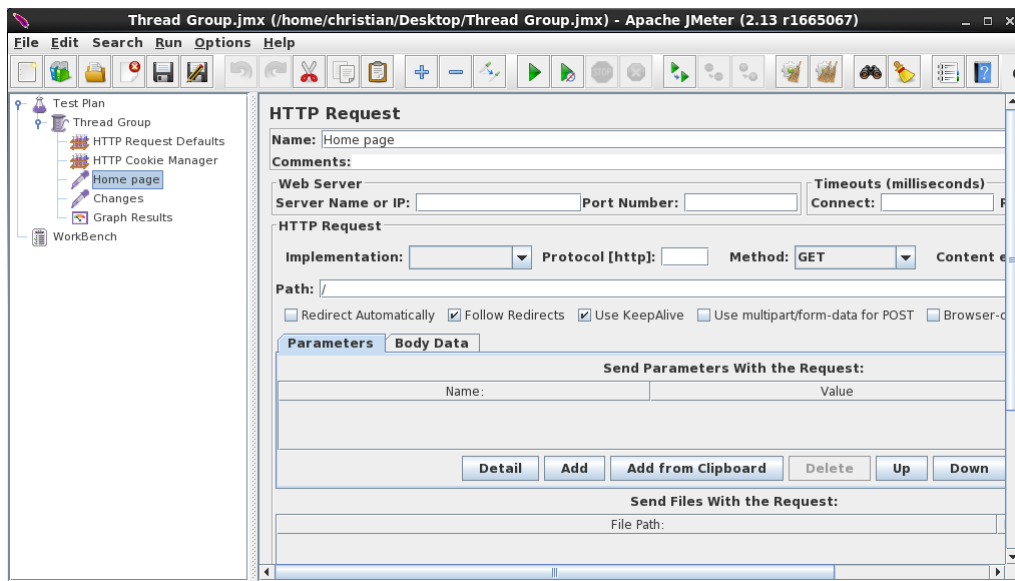 Thread Group.jmx (/home/christian/Desktop/Thread Group.jmx) - Apache JMeter (2.13 r1665067)
File Edit Search Run Options Help
Test Plan
Thread Group
HTTP Request Defaults
HTTP Cookie Manager
Home page
Changes
Graph Results
WorkBench
HTTP Request
Name: Home page
Comments:
Web Server
Timeouts (milliseconds)
Server Name or IP: Port Number: Connect:
HTTP Request
Implementation: Protocol [http]: Method: GET Content e
Path: /
Redirect Automatically Follow Redirects Use KeepAlive Use multipart/form-data for POST Browser-c
Parameters Body Data
Send Parameters With the Request:
Name: Value
Detail Add Add from Clipboard Delete Up Down
Send Files With the Request:
File Path: